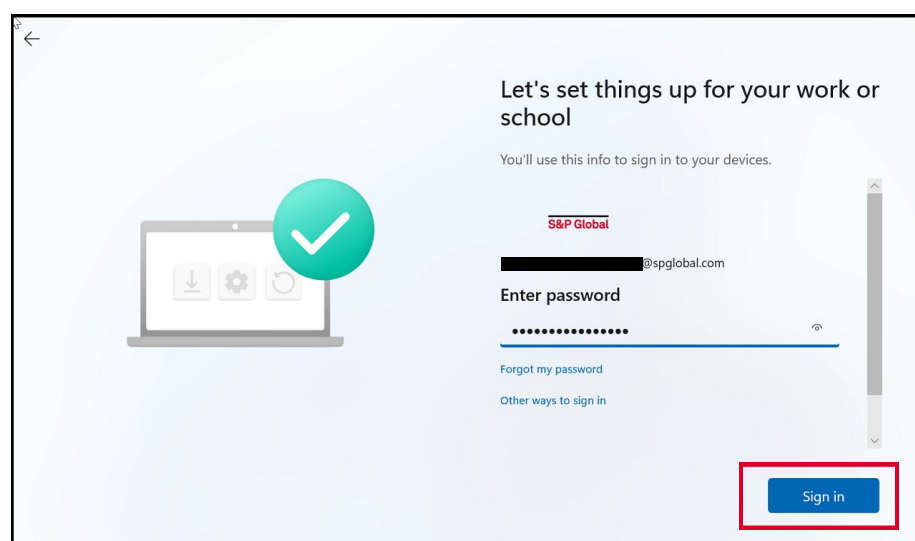 Let's set things up for your work or
school
You'll use this info to sign in to your devices.
S&P Global
@spglobal.com
Enter password
••••••••••••••••
Forgot my password
Other ways to sign in
Sign in